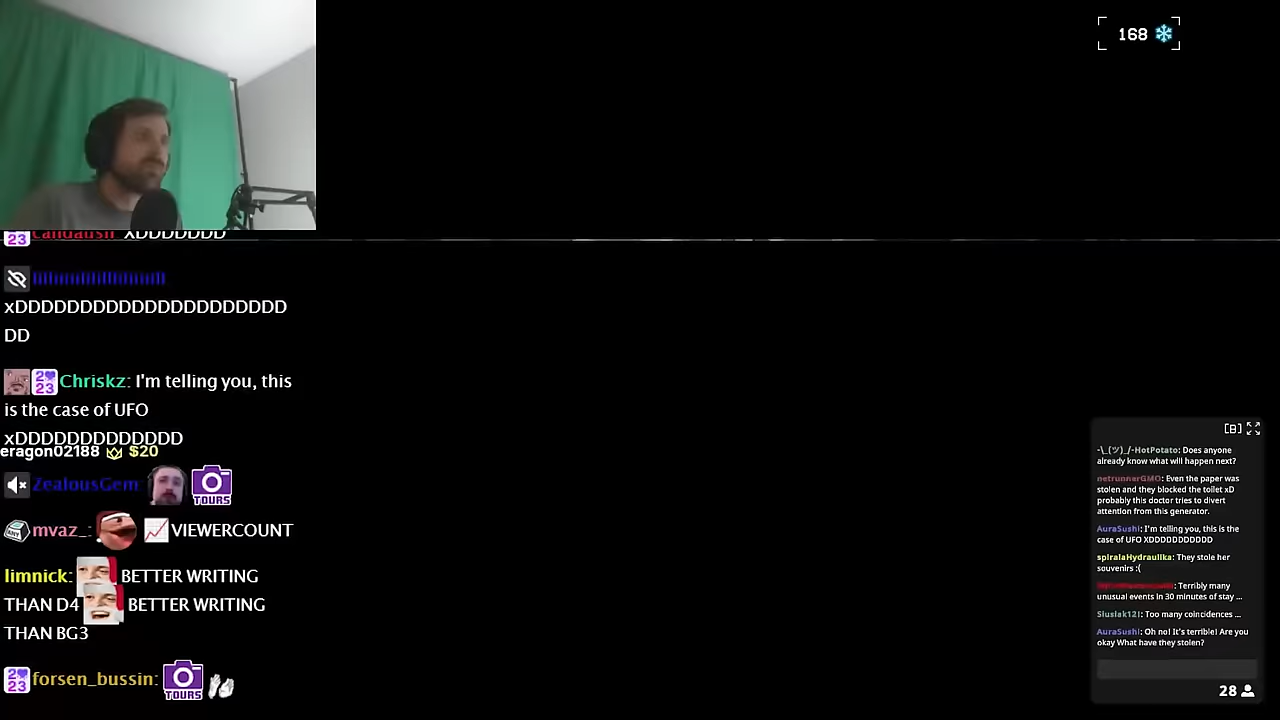 168
candaush XDDDDDDD
xDDDDDDDDDDDDDDDDDDDDD
DD
Chriskz: I'm telling you, this
is the case of UFO
xDDDDDDDDDDDDD
eragon02188 $20
ZealousGem: TOURS
mvaz_: VIEWERCOUNT
limnick: BETTER WRITING
THAN D4 BETTER WRITING
THAN BG3
forsen_bussin: TOURS
[B]
-\_(ツ)_/-HotPotato: Does anyone
already know what will happen next?
netrunnerGMO: Even the paper was
stolen and they blocked the toilet xD
probably this doctor tries to divert
attention from this generator.
AuraSushi: I'm telling you, this is the
case of UFO XDDDDDDDDDDD
spiralaHydraulika: They stole her
souvenirs :(
: Terribly many
unusual events in 30 minutes of stay ...
Slusiak12!: Too many coincidences ...
AuraSushi: Oh no! It's terrible! Are you
okay What have they stolen?
28